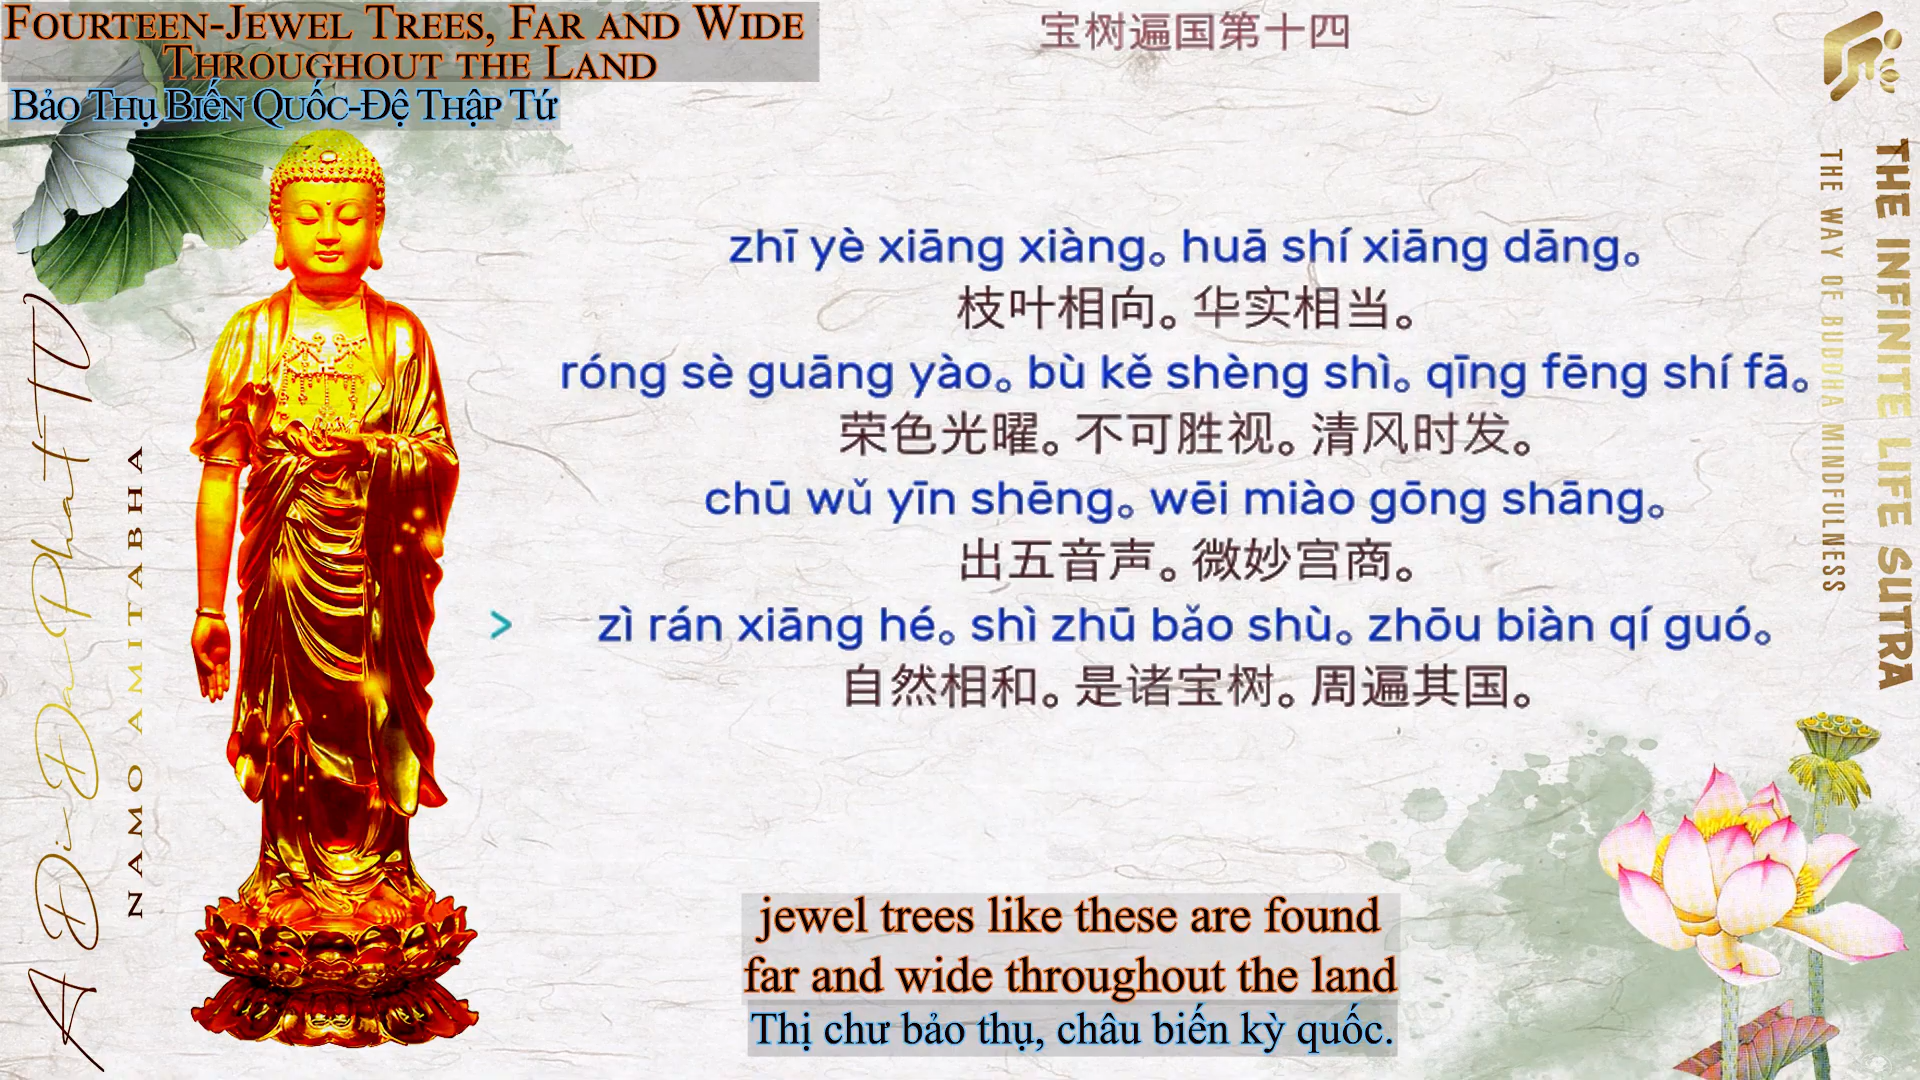 FOURTEEN-JEWEL TREES, FAR AND WIDE
THROUGHOUT THE LAND
BẢO THỤ BIẾN QUỐC-ĐỆ THẬP TỨ
宝树遍国第十四
zhī yè xiāng xiàng。huā shí xiāng dāng。
枝叶相向。华实相当。
róng sè guāng yào。bù kě shèng shì。qīng fēng shí fā。
荣色光曜。不可胜视。清风时发。
chū wǔ yīn shēng。wēi miào gōng shāng。
出五音声。微妙宫商。
> zì rán xiāng hé。shì zhū bǎo shù。zhōu biàn qí guó。
自然相和。是诸宝树。周遍其国。
jewel trees like these are found
far and wide throughout the land
Thị chư bảo thụ, châu biến kỳ quốc.
A Di Đà Phật TD
NAMO AMITABHA
THE INFINITE LIFE SUTRA
THE WAY OF BUDDHA MINDFULNESS